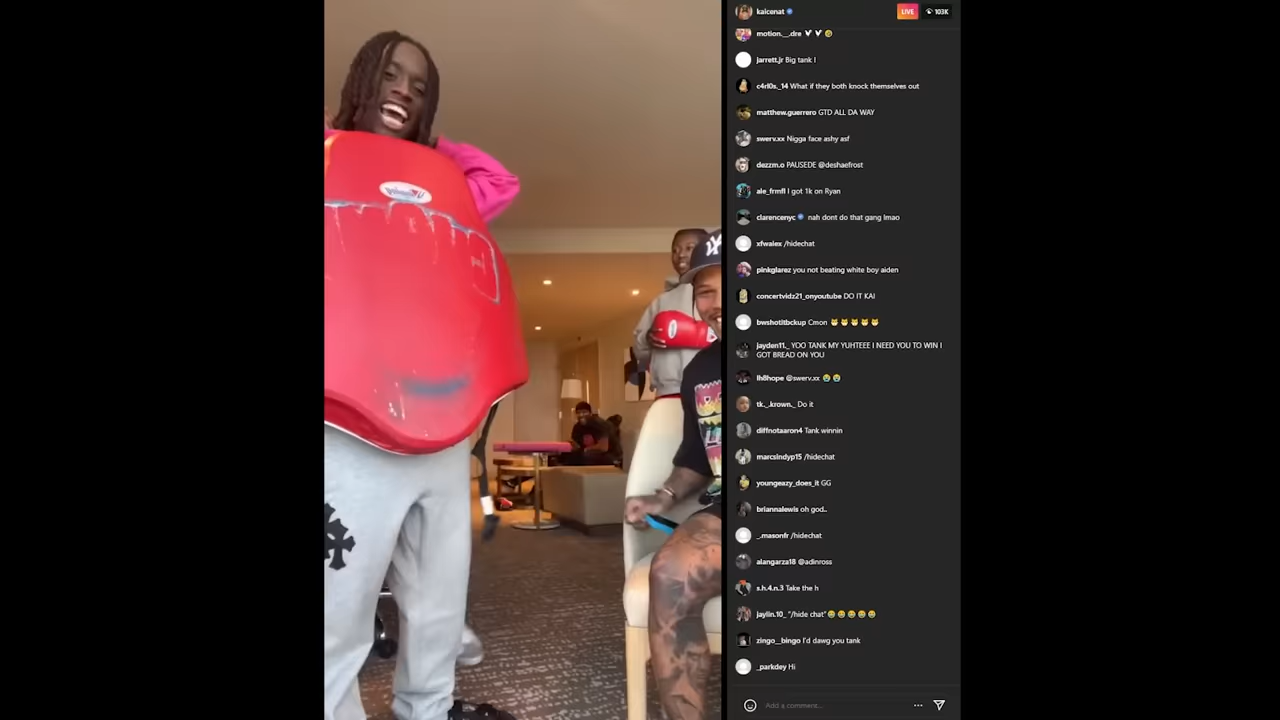 kaicenat
LIVE
103K
motion.__.dre
jarrett.jr Big tank !
c4rl0s._14 What if they both knock themselves out
matthew.guerrero GTD ALL DA WAY
swerv.xx Nigga face ashy asf
dezzm.o PAUSEDE @deshaefrost
ale_frmfl I got 1k on Ryan
clarencenyc nah dont do that gang lmao
xfwalex /hidechat
pinkglarez you not beating white boy aiden
concertvidz21_onyoutube DO IT KAI
bwshotitbckup Cmon 😼😼😼😼😼
jayden11._ YOO TANK MY YUHTEEE I NEED YOU TO WIN I
GOT BREAD ON YOU
lh8hope @swerv.xx 😭😭
tk._.krown._ Do it
diffnotaaron4 Tank winnin
marcsindyp15 /hidechat
youngeazy_does_it GG
briannalewis oh god..
_.masonfr /hidechat
alangarza18 @adinross
s.h.4.n.3 Take the h
jaylin.10_ "/hide chat"
zingo__bingo I'd dawg you tank
_parkdey Hi
Add a comment...